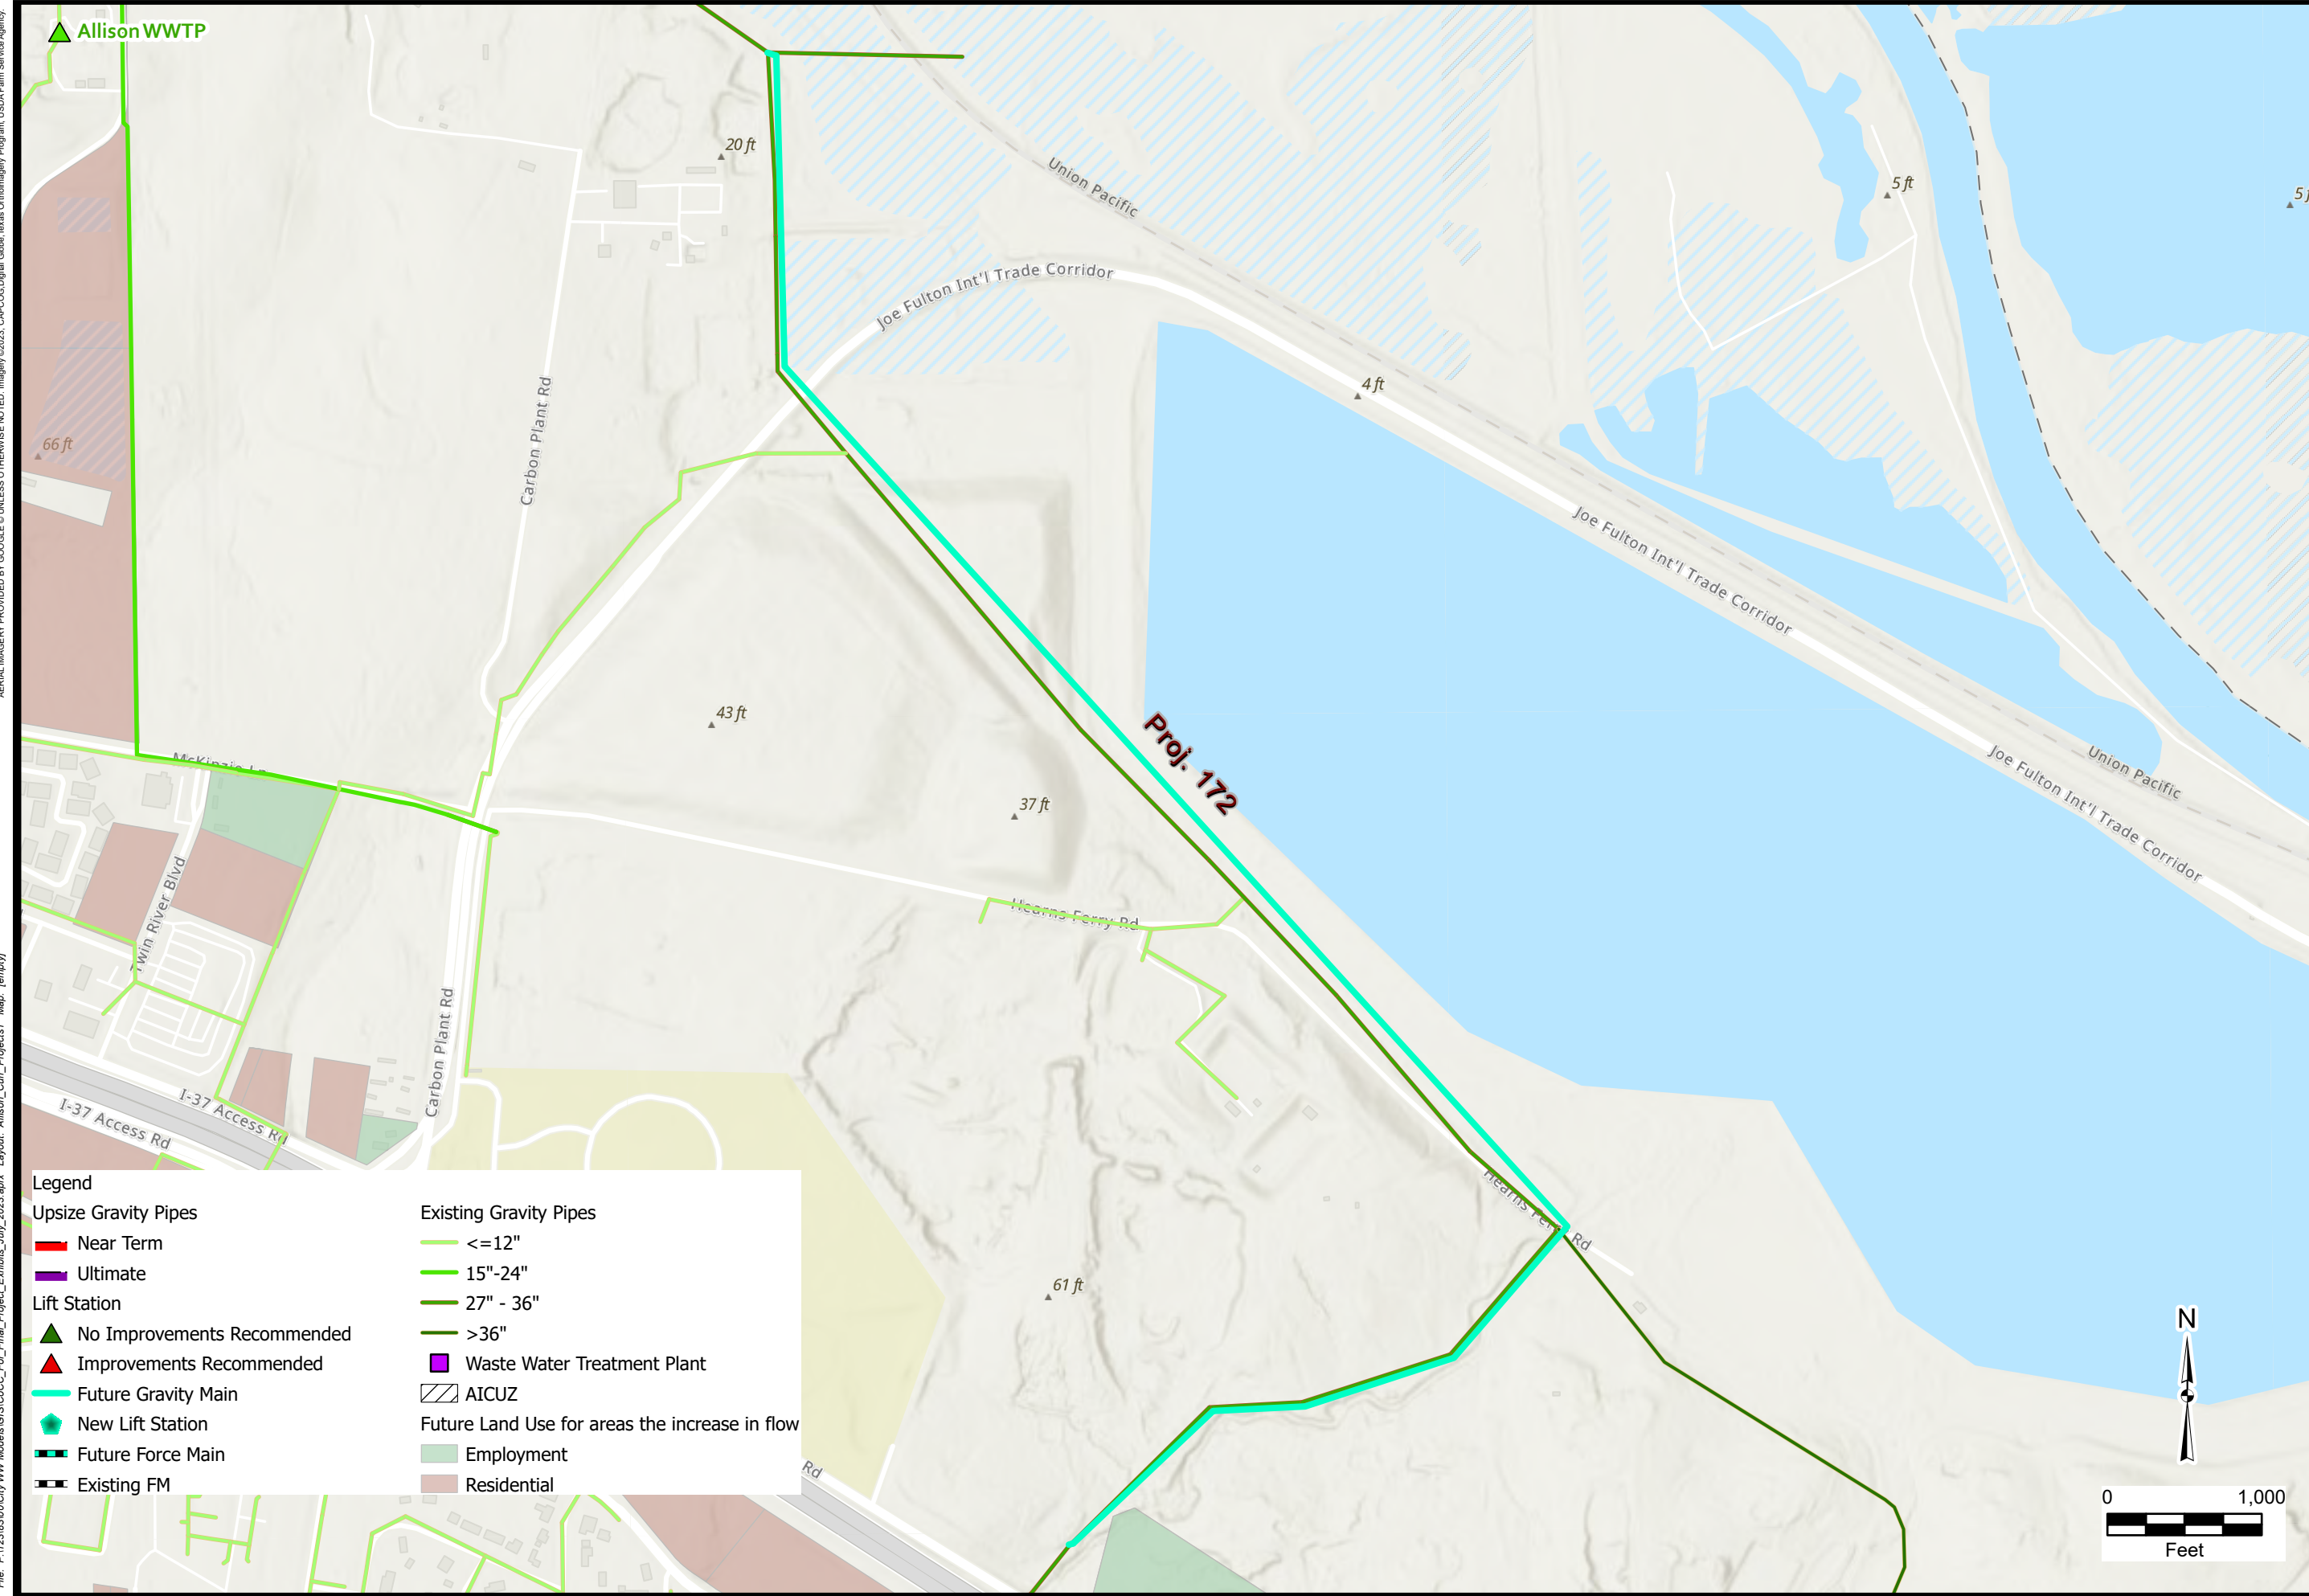 Allison WWTP
20 ft
5 ft
Union Pacific
Joe Fulton Int'l Trade Corridor
4 ft
Carbon Plant Rd
66 ft
Joe Fulton Int'l Trade Corridor
43 ft
Proj. 172
McKinzie Ln
37 ft
Union Pacific
Joe Fulton Int'l Trade Corridor
Twin River Blvd
Hearns Ferry Rd
Carbon Plant Rd
I-37 Access Rd
I-37 Access Rd
Hearns Ferry Rd
61 ft
Rd
Legend
Upsize Gravity Pipes
Near Term
Ultimate
Lift Station
No Improvements Recommended
Improvements Recommended
Future Gravity Main
New Lift Station
Future Force Main
Existing FM
Existing Gravity Pipes
<=12"
15"-24"
27" - 36"
>36"
Waste Water Treatment Plant
AICUZ
Future Land Use for areas the increase in flow
Employment
Residential
N
0 1,000
Feet